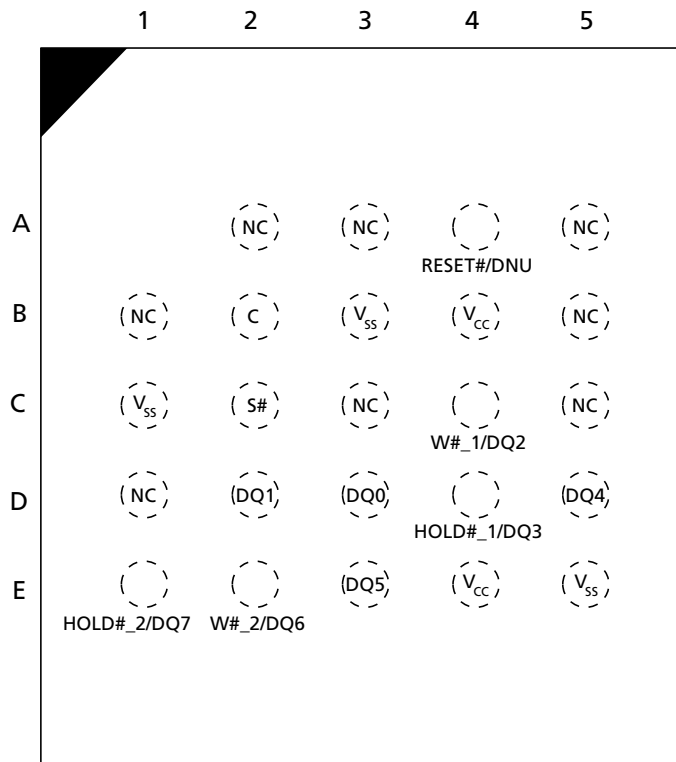 1 2 3 4 5
A NC NC NC
RESET#/DNU
B NC C VSS VCC NC
C VSS S# NC NC
W#_1/DQ2
D NC DQ1 DQ0 DQ4
HOLD#_1/DQ3
E DQ5 VCC VSS
HOLD#_2/DQ7 W#_2/DQ6